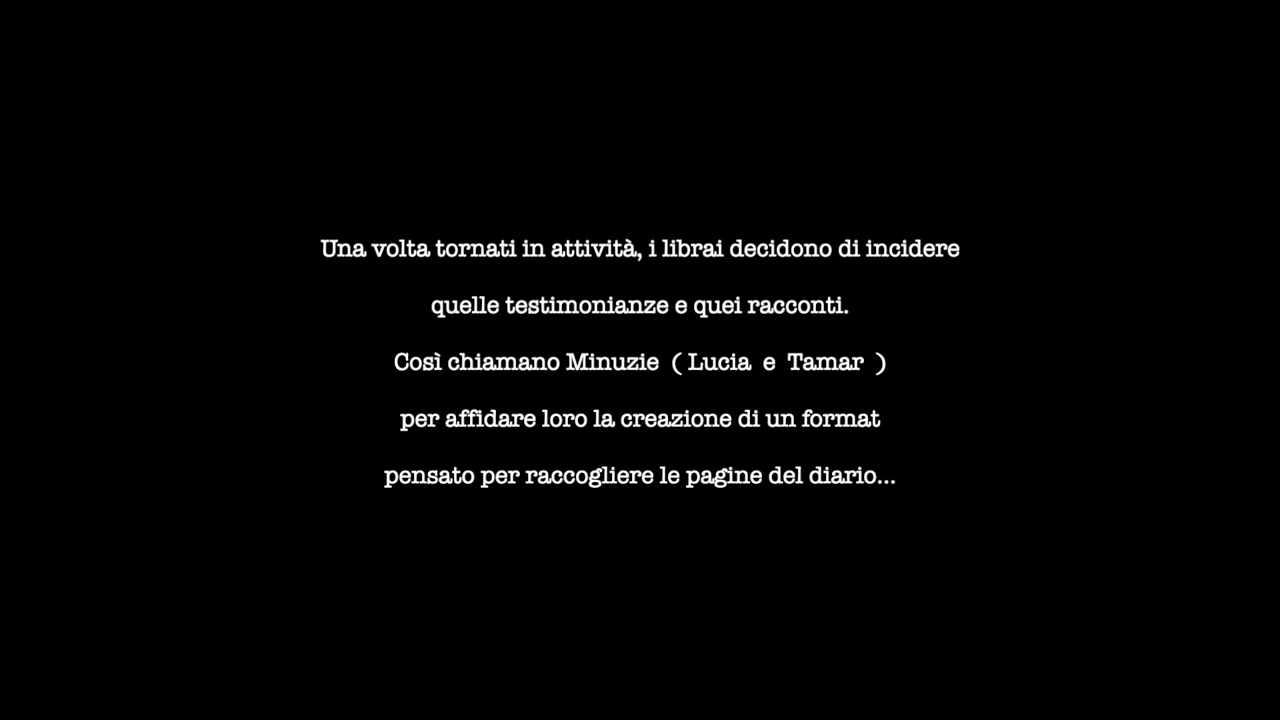 Una volta tornati in attività, i librai decidono di incidere
quelle testimonianze e quei racconti.
Così chiamano Minuzie ( Lucia e Tamar )
per affidare loro la creazione di un format
pensato per raccogliere le pagine del diario...